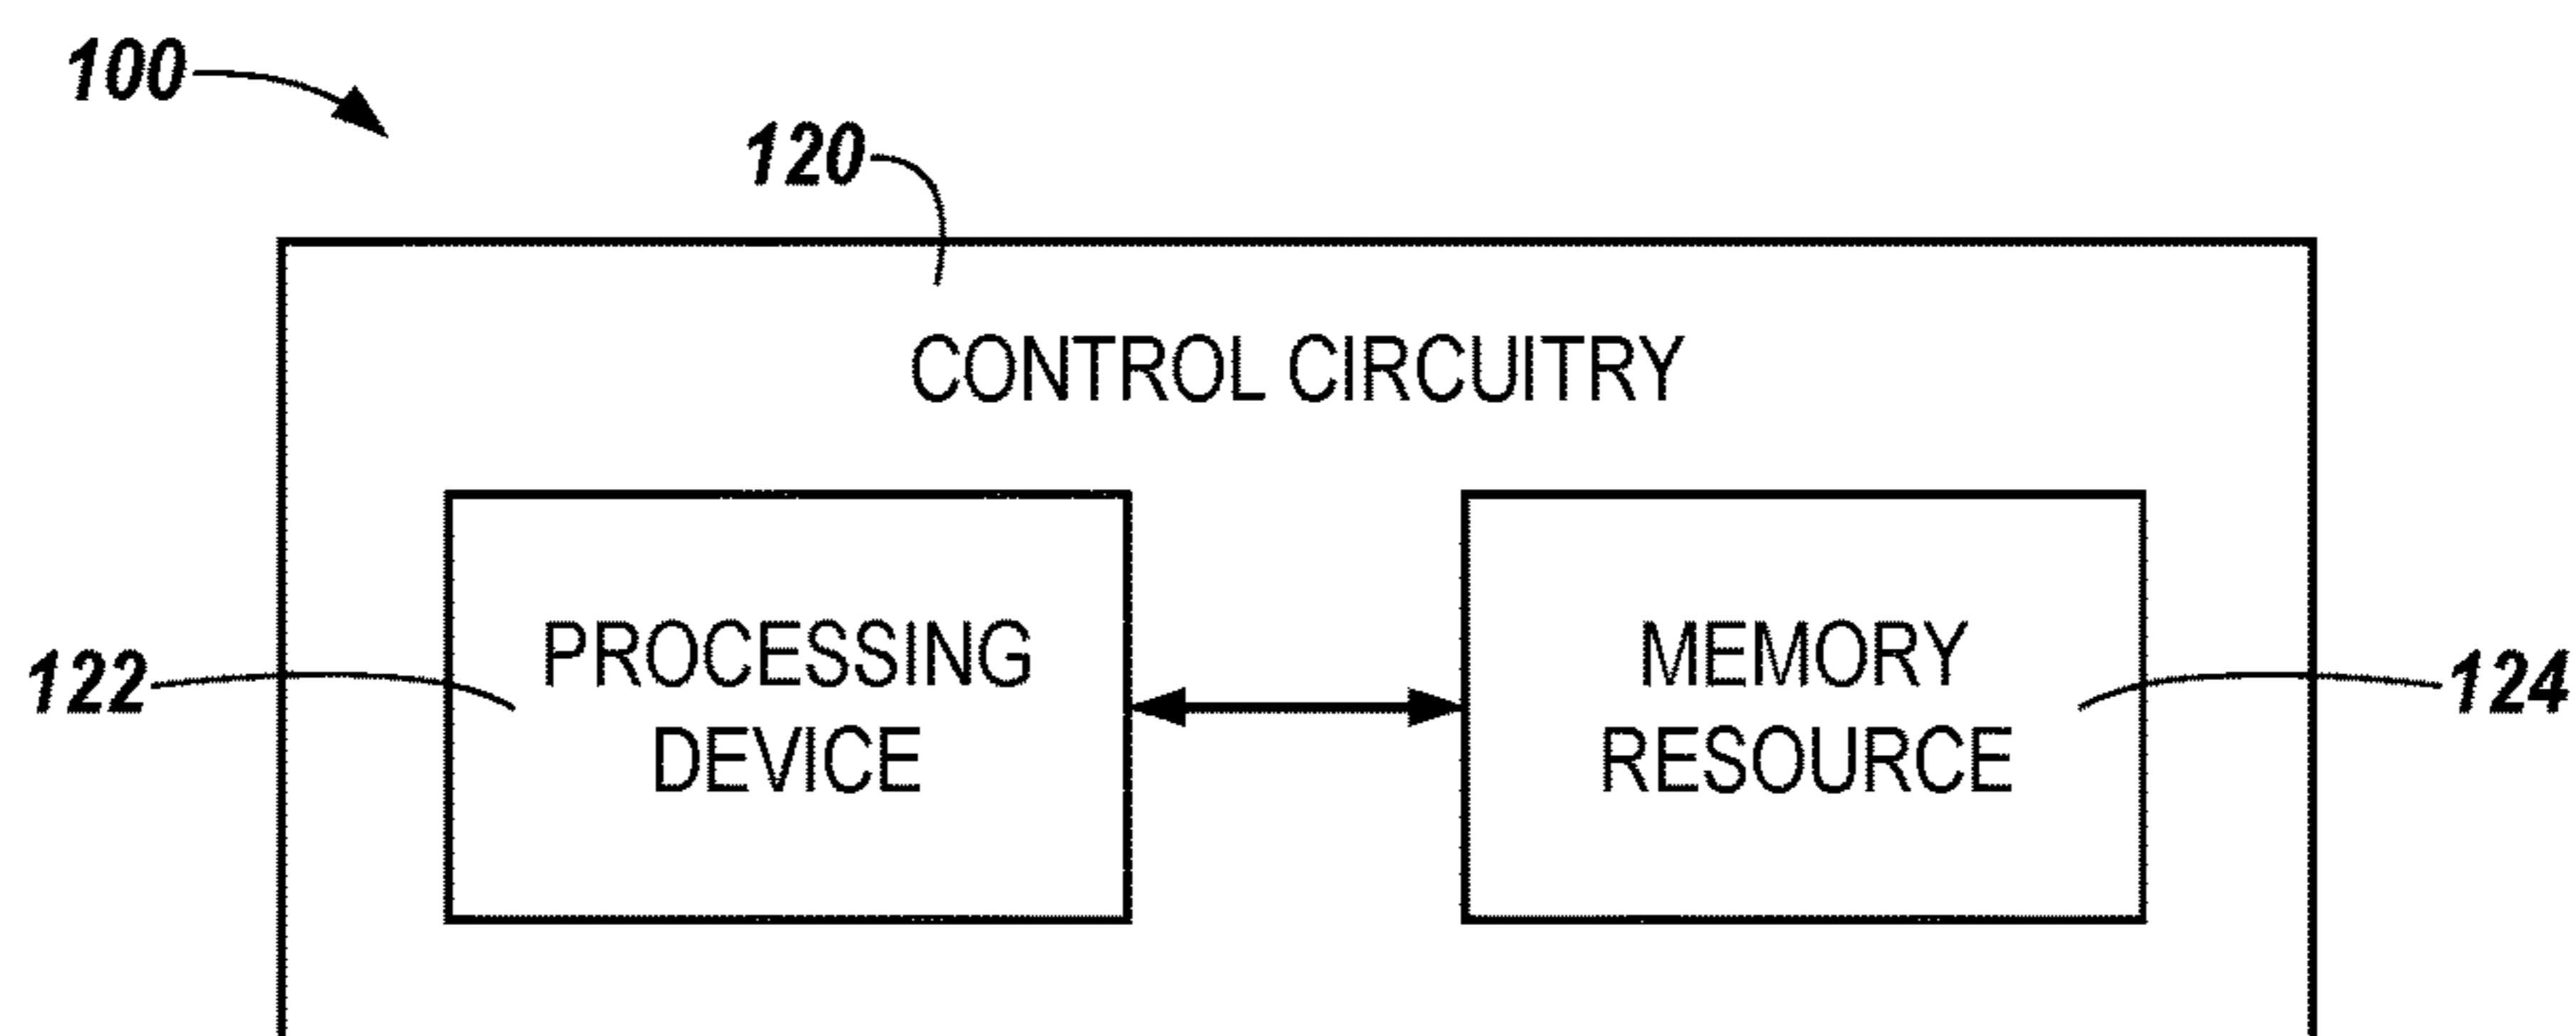 100
120
CONTROL CIRCUITRY
122
PROCESSING
DEVICE
MEMORY
RESOURCE
124